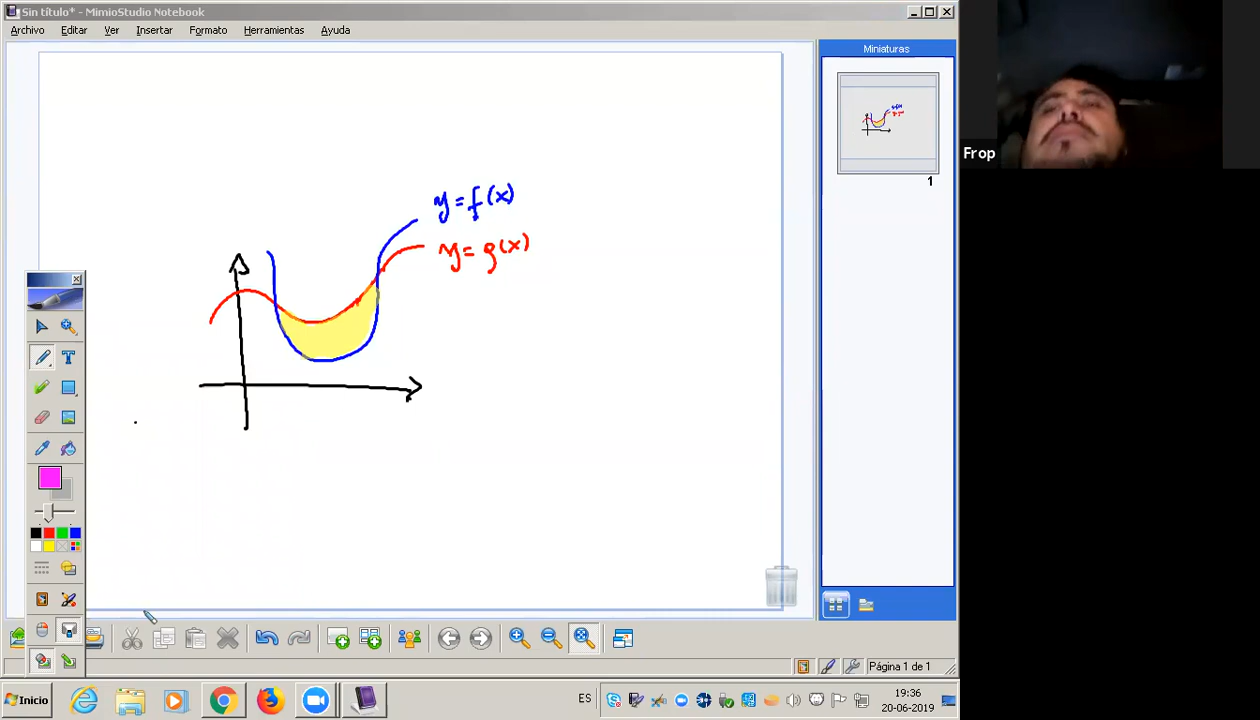 Sin título* - MimioStudio Notebook
Archivo Editar Ver Insertar Formato Herramientas Ayuda
Miniaturas
1
Frop
y=f(x)
y=g(x)
Página 1 de 1
Inicio
ES
19:36
20-06-2019